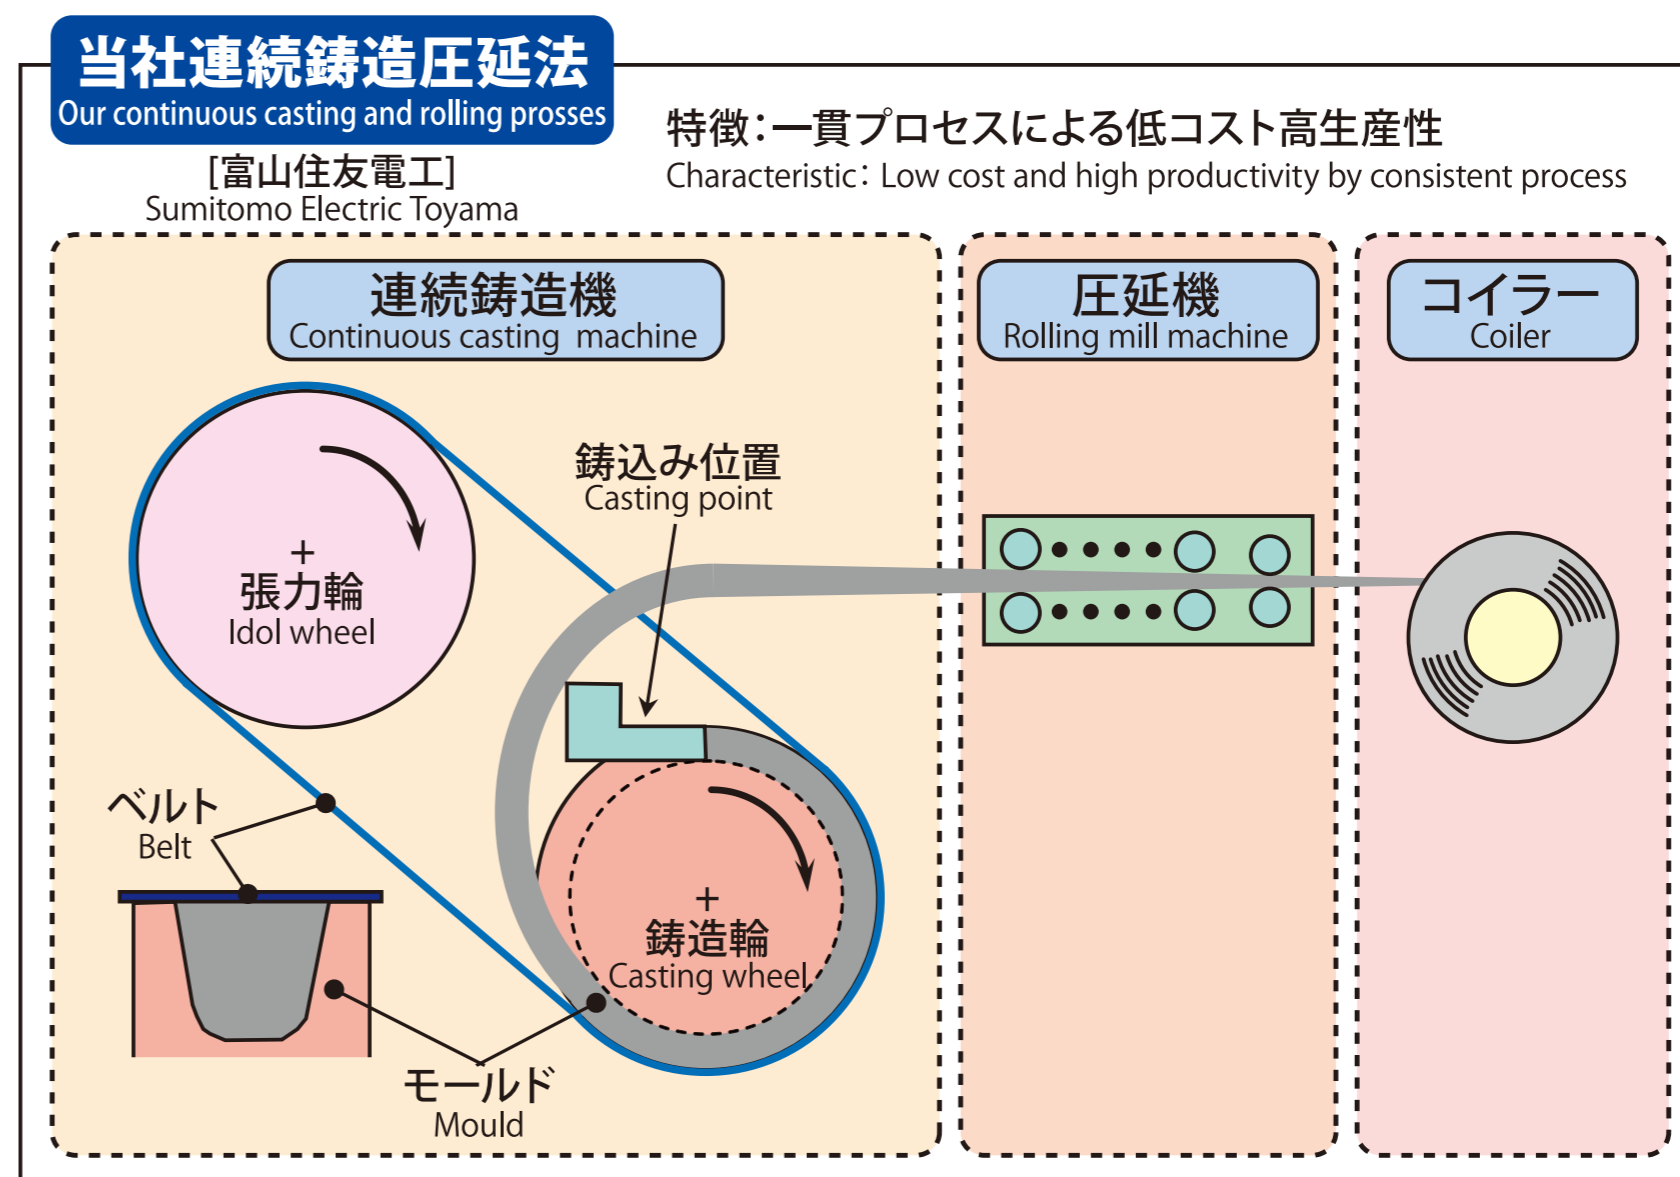 当社連続鋳造圧延法
Our continuous casting and rolling prosses
[富山住友電工]
Sumitomo Electric Toyama
特徴：一貫プロセスによる低コスト高生産性
Characteristic：Low cost and high productivity by consistent process
連続鋳造機
Continuous casting machine
圧延機
Rolling mill machine
コイラー
Coiler
鋳込み位置
Casting point
+
張力輪
Idol wheel
ベルト
Belt
+
鋳造輪
Casting wheel
モールド
Mould